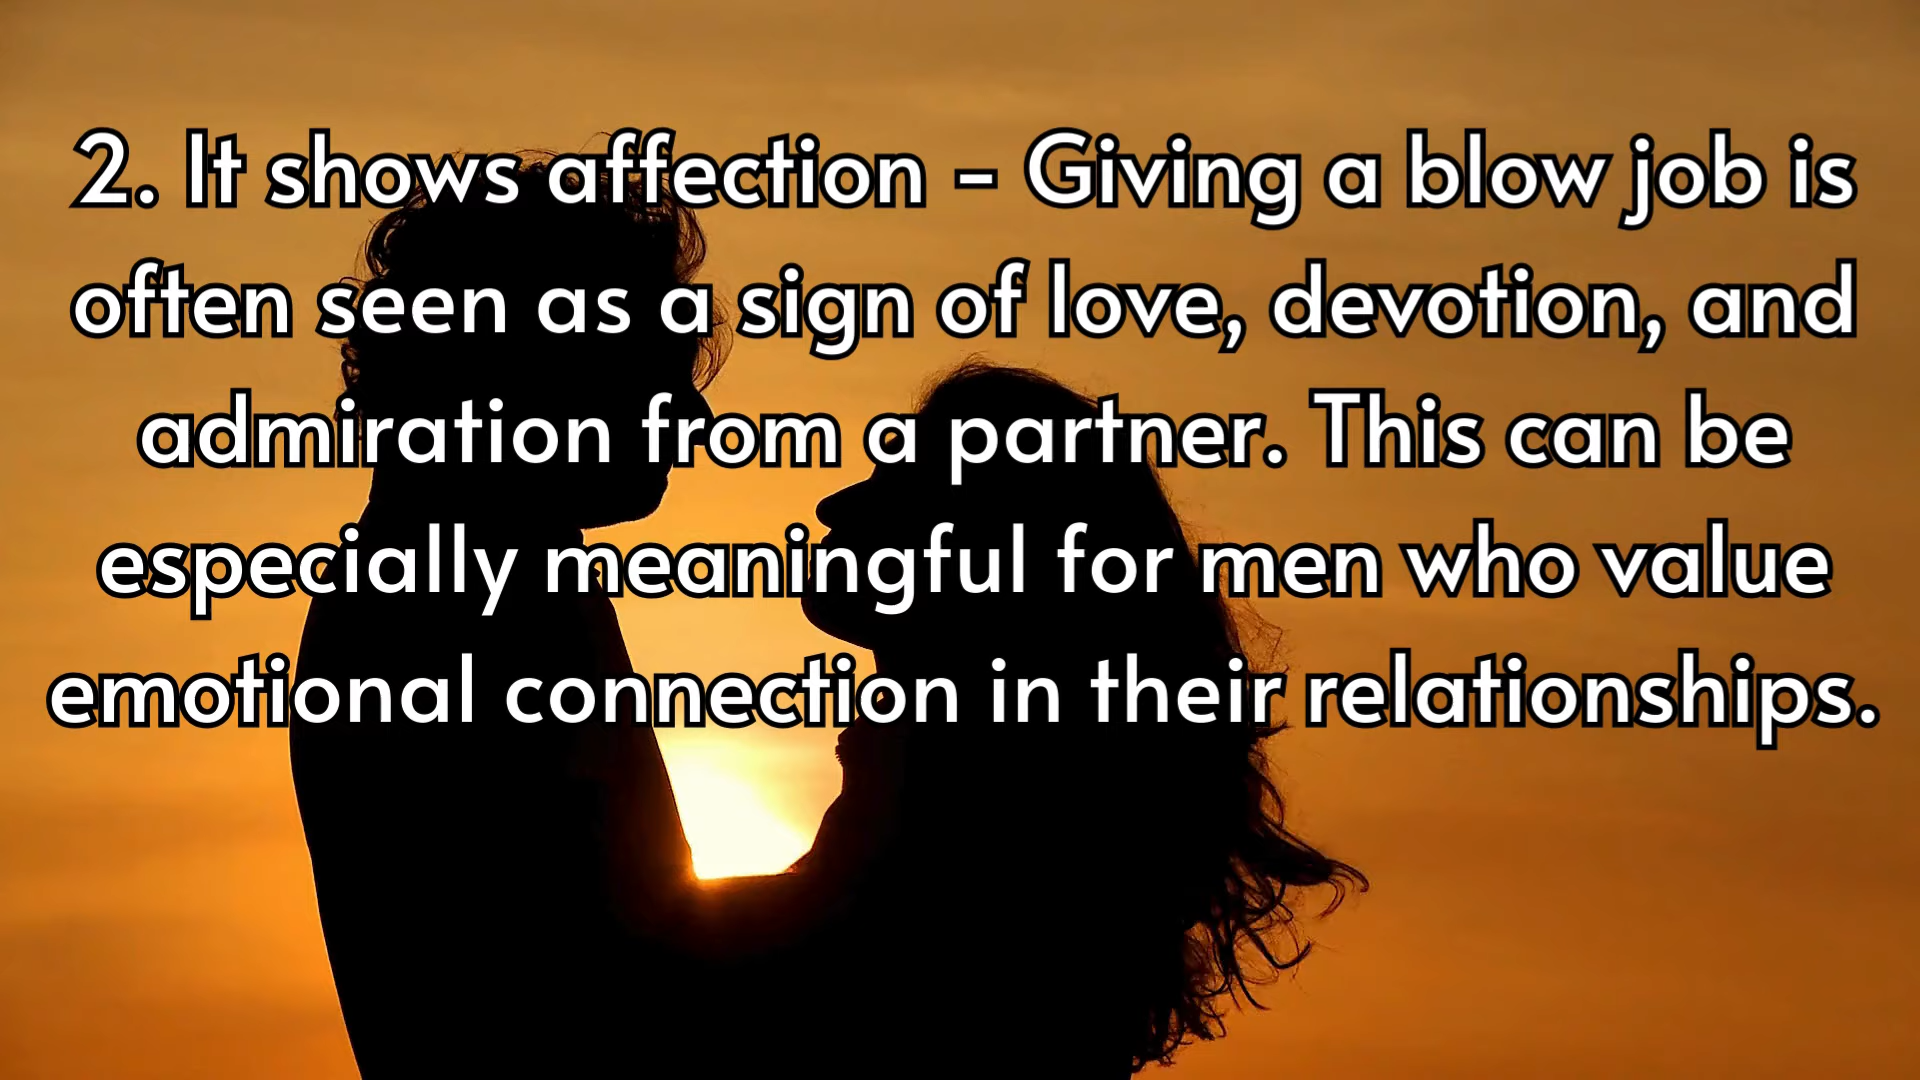 2. It shows affection - Giving a blow job is
often seen as a sign of love, devotion, and
admiration from a partner. This can be
especially meaningful for men who value
emotional connection in their relationships.